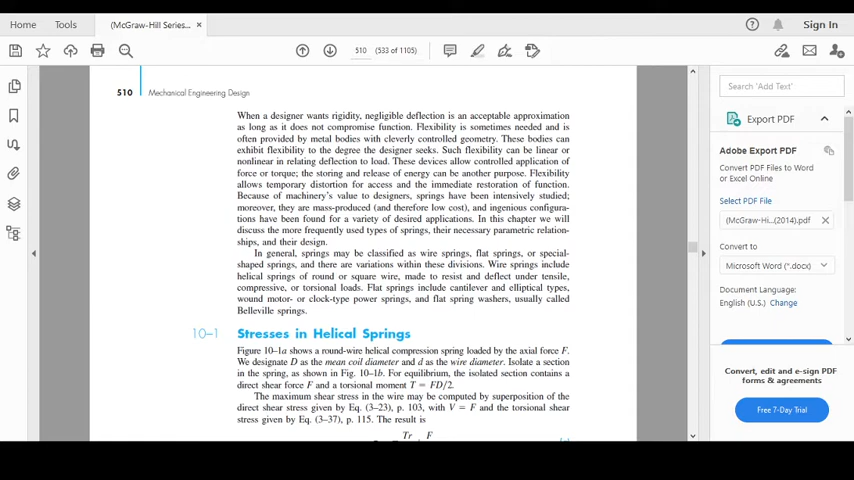 Home Tools (McGraw-Hill Series... × Sign In
510 (533 of 1105)
510 Mechanical Engineering Design
When a designer wants rigidity, negligible deflection is an acceptable approximation
as long as it does not compromise function. Flexibility is sometimes needed and is
often provided by metal bodies with cleverly controlled geometry. These bodies can
exhibit flexibility to the degree the designer seeks. Such flexibility can be linear or
nonlinear in relating deflection to load. These devices allow controlled application of
force or torque; the storing and release of energy can be another purpose. Flexibility
allows temporary distortion for access and the immediate restoration of function.
Because of machinery's value to designers, springs have been intensively studied;
moreover, they are mass-produced (and therefore low cost), and ingenious configura-
tions have been found for a variety of desired applications. In this chapter we will
discuss the more frequently used types of springs, their necessary parametric relation-
ships, and their design.
In general, springs may be classified as wire springs, flat springs, or special-
shaped springs, and there are variations within these divisions. Wire springs include
helical springs of round or square wire, made to resist and deflect under tensile,
compressive, or torsional loads. Flat springs include cantilever and elliptical types,
wound motor- or clock-type power springs, and flat spring washers, usually called
Belleville springs.
10–1 Stresses in Helical Springs
Figure 10–1a shows a round-wire helical compression spring loaded by the axial force F.
We designate D as the mean coil diameter and d as the wire diameter. Isolate a section
in the spring, as shown in Fig. 10–1b. For equilibrium, the isolated section contains a
direct shear force F and a torsional moment T = FD/2.
The maximum shear stress in the wire may be computed by superposition of the
direct shear stress given by Eq. (3–23), p. 103, with V = F and the torsional shear
stress given by Eq. (3–37), p. 115. The result is
Tr F
Search 'Add Text'
Export PDF
Adobe Export PDF
Convert PDF Files to Word
or Excel Online
Select PDF File
(McGraw-Hi...(2014).pdf ×
Convert to
Microsoft Word (*.docx)
Document Language:
English (U.S.) Change
Convert, edit and e-sign PDF
forms & agreements
Free 7-Day Trial